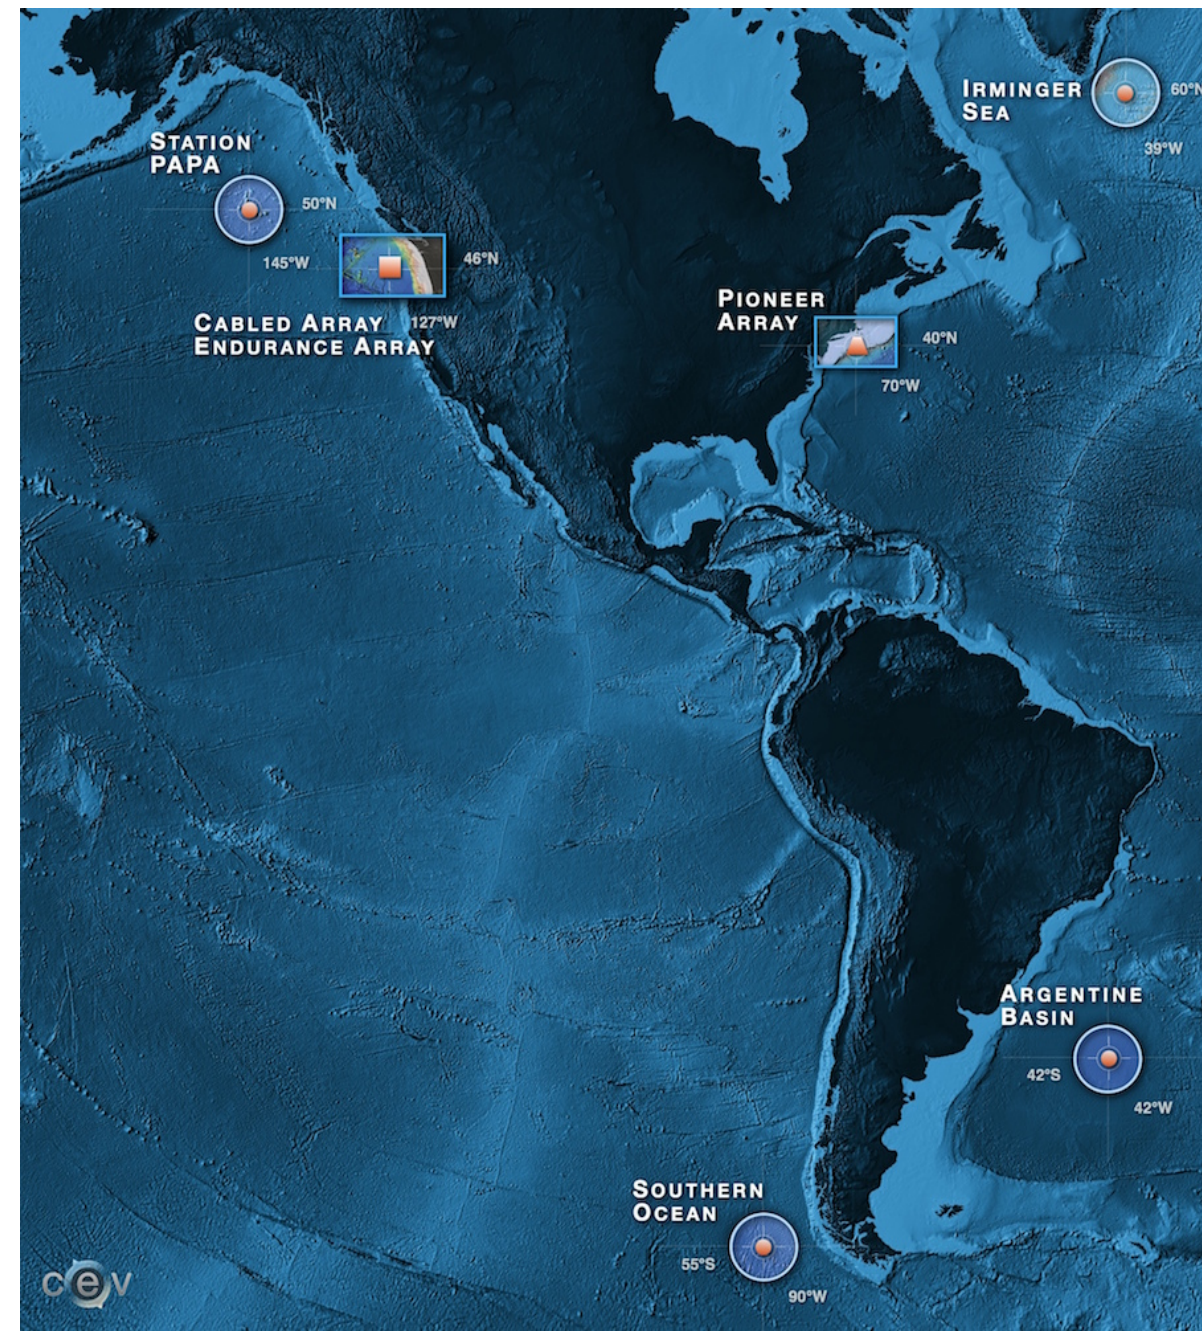 IRMINGER
SEA
60°N
39°W
STATION
PAPA
50°N
145°W
46°N
127°W
CABLED ARRAY
ENDURANCE ARRAY
PIONEER
ARRAY
40°N
70°W
ARGENTINE
BASIN
42°S
42°W
SOUTHERN
OCEAN
55°S
90°W
cev